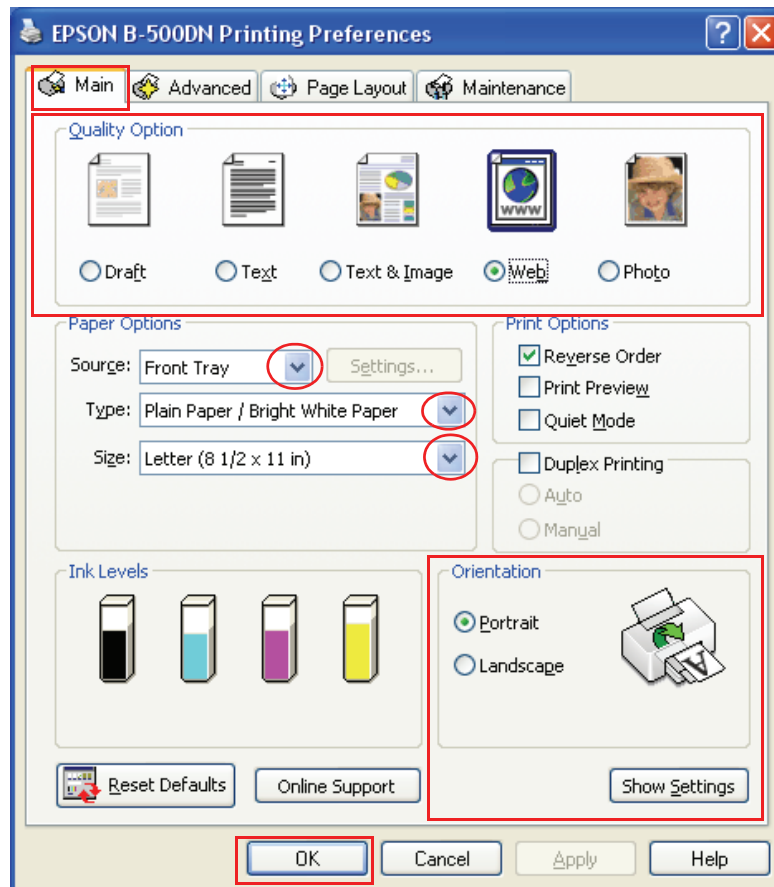 EPSON B-500DN Printing Preferences
Main
Advanced
Page Layout
Maintenance
Quality Option
WWW
Draft
Text
Text & Image
Web
Photo
Paper Options
Source: Front Tray
Settings...
Type: Plain Paper / Bright White Paper
Size: Letter (8 1/2 x 11 in)
Print Options
Reverse Order
Print Preview
Quiet Mode
Duplex Printing
Auto
Manual
Ink Levels
Orientation
Portrait
Landscape
A
Reset Defaults
Online Support
Show Settings
OK
Cancel
Apply
Help